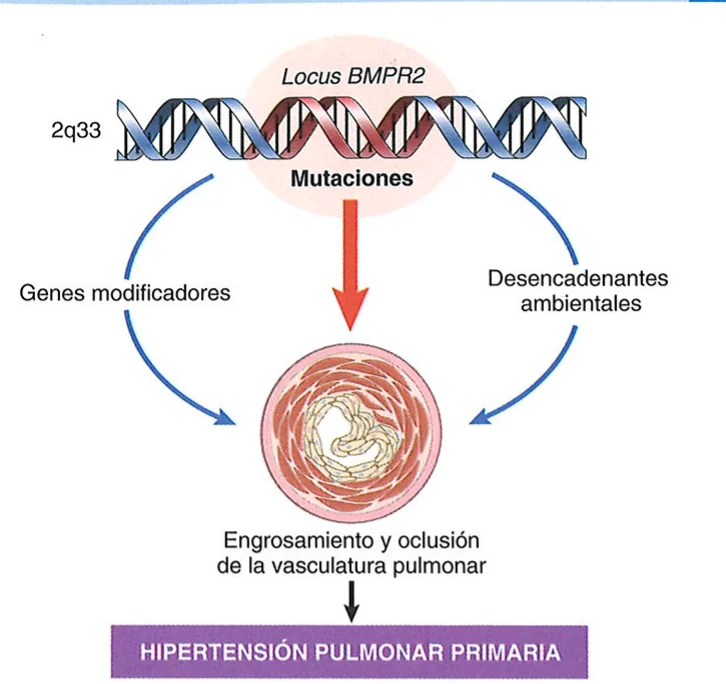 Locus BMPR2
2q33
Mutaciones
Genes modificadores
Desencadenantes
ambientales
Engrosamiento y oclusión
de la vasculatura pulmonar
HIPERTENSIÓN PULMONAR PRIMARIA